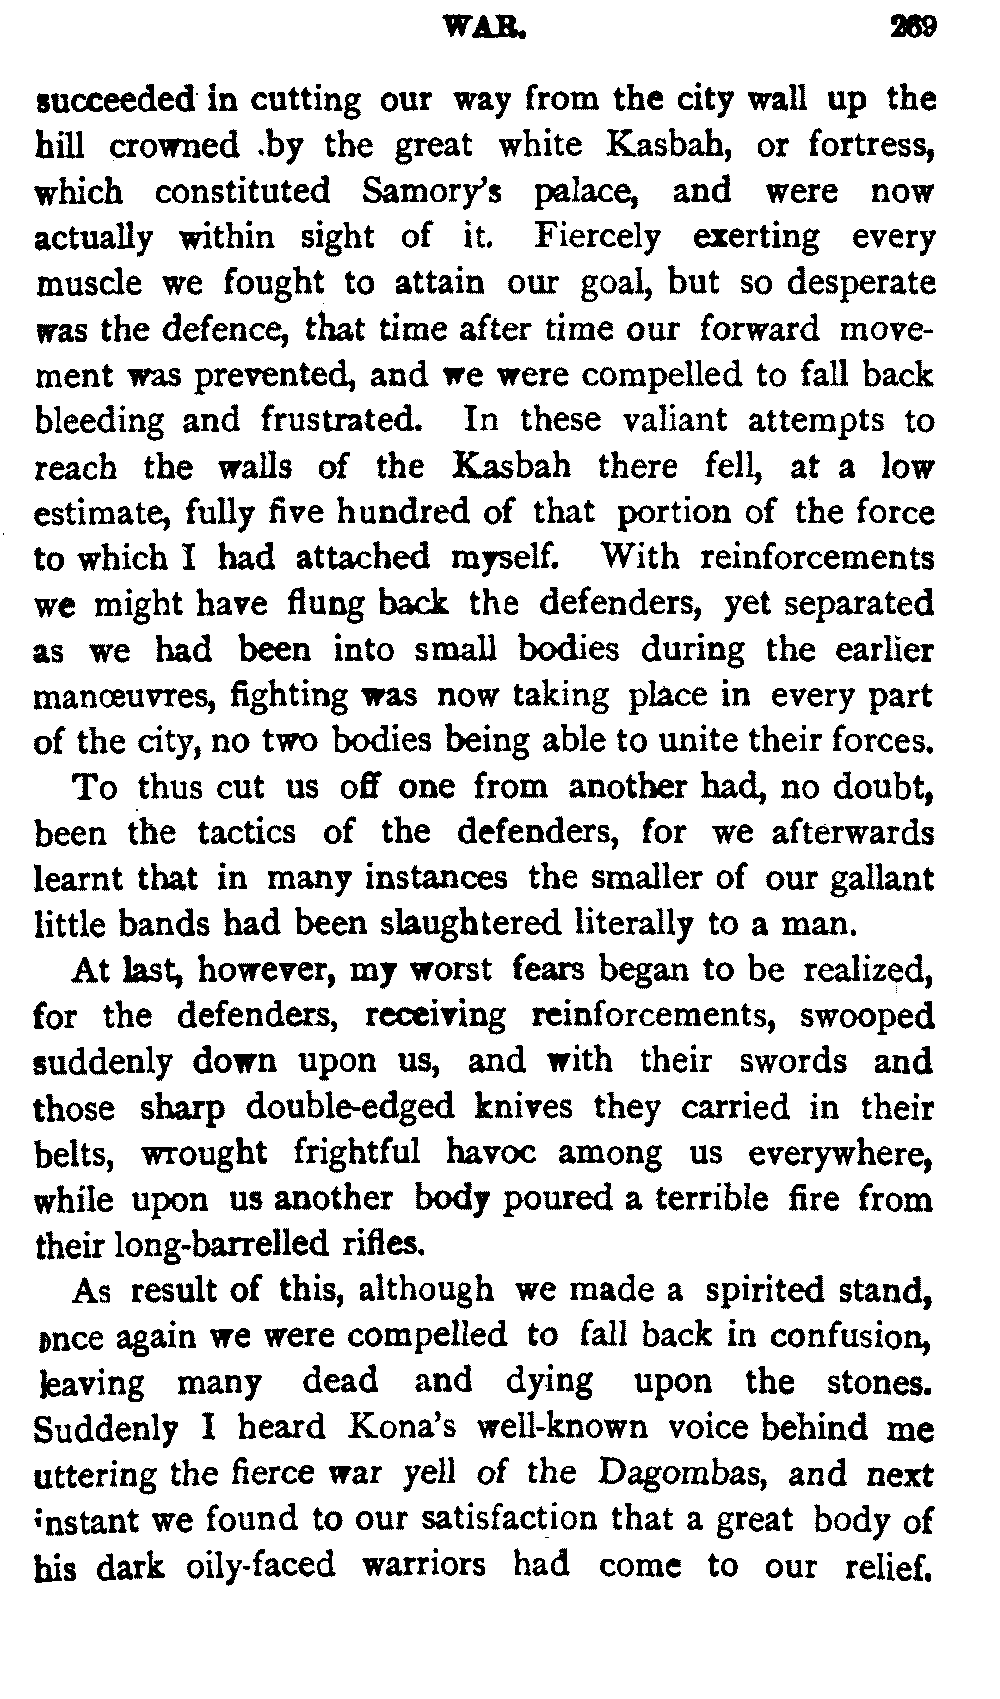 WAR. 269
succeeded in cutting our way from the city wall up the
hill crowned .by the great white Kasbah, or fortress,
which constituted Samory's palace, and were now
actually within sight of it. Fiercely exerting every
muscle we fought to attain our goal, but so desperate
was the defence, that time after time our forward move-
ment was prevented, and we were compelled to fall back
bleeding and frustrated. In these valiant attempts to
reach the walls of the Kasbah there fell, at a low
estimate, fully five hundred of that portion of the force
to which I had attached myself. With reinforcements
we might have flung back the defenders, yet separated
as we had been into small bodies during the earlier
manœuvres, fighting was now taking place in every part
of the city, no two bodies being able to unite their forces.
To thus cut us off one from another had, no doubt,
been the tactics of the defenders, for we afterwards
learnt that in many instances the smaller of our gallant
little bands had been slaughtered literally to a man.
At last, however, my worst fears began to be realized,
for the defenders, receiving reinforcements, swooped
suddenly down upon us, and with their swords and
those sharp double-edged knives they carried in their
belts, wrought frightful havoc among us everywhere,
while upon us another body poured a terrible fire from
their long-barrelled rifles.
As result of this, although we made a spirited stand,
once again we were compelled to fall back in confusion,
leaving many dead and dying upon the stones.
Suddenly I heard Kona's well-known voice behind me
uttering the fierce war yell of the Dagombas, and next
instant we found to our satisfaction that a great body of
his dark oily-faced warriors had come to our relief.